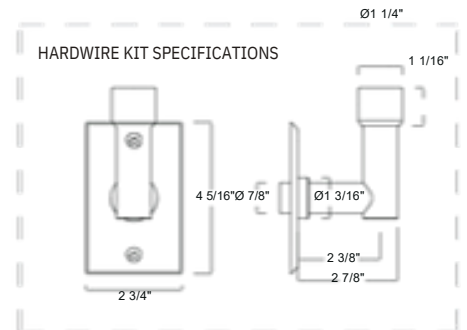 Ø1 1/4"
HARDWIRE KIT SPECIFICATIONS
1 1/16"
4 5/16"Ø 7/8"
Ø1 3/16"
2 3/8"
2 7/8"
2 3/4"